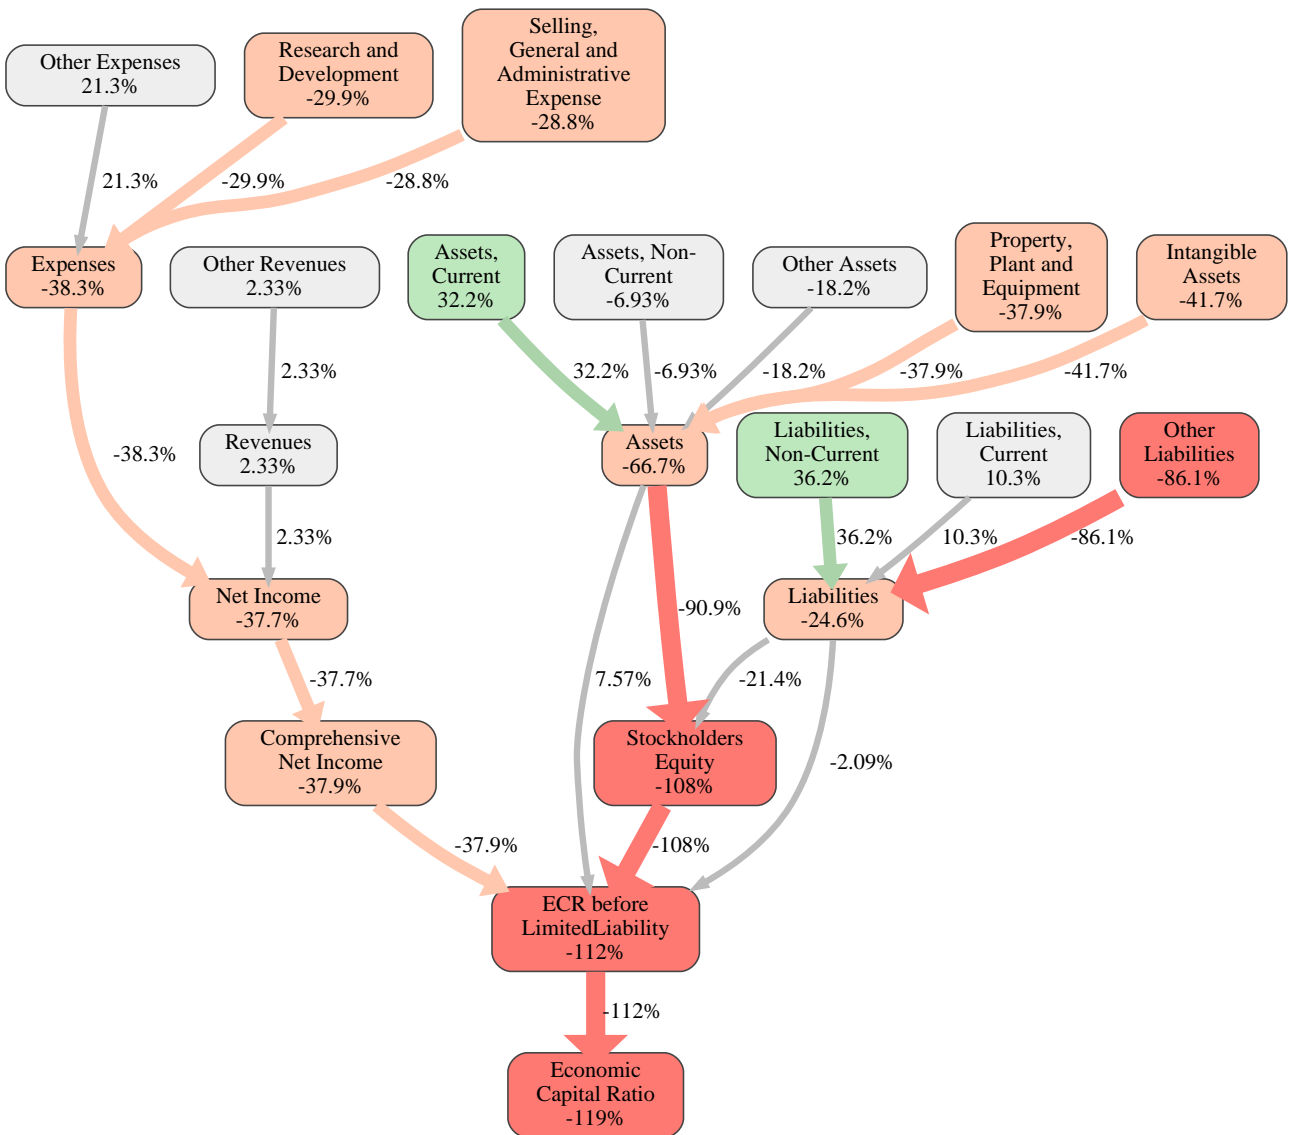 Other Expenses
21.3%
Research and
Development
-29.9%
Selling,
General and
Administrative
Expense
-28.8%
21.3%
-29.9%
-28.8%
Expenses
-38.3%
Other Revenues
2.33%
Assets,
Current
32.2%
Assets, Non-
Current
-6.93%
Other Assets
-18.2%
Property,
Plant and
Equipment
-37.9%
Intangible
Assets
-41.7%
2.33%
32.2%
-6.93%
-18.2%
-37.9%
-41.7%
-38.3%
Revenues
2.33%
Assets
-66.7%
Liabilities,
Non-Current
36.2%
Liabilities,
Current
10.3%
Other
Liabilities
-86.1%
2.33%
36.2%
10.3%
-86.1%
Net Income
-37.7%
-90.9%
Liabilities
-24.6%
-37.7%
7.57%
-21.4%
-2.09%
Comprehensive
Net Income
-37.9%
Stockholders
Equity
-108%
-37.9%
-108%
ECR before
LimitedLiability
-112%
-112%
Economic
Capital Ratio
-119%